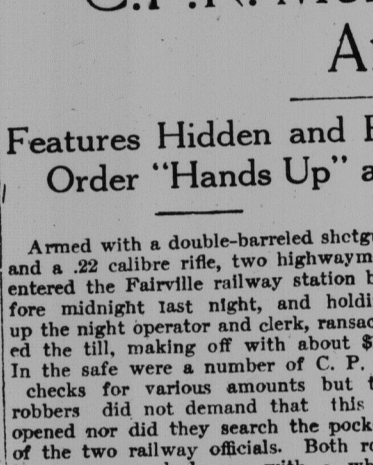 C.P.R.
Features Hidden and
Order "Hands Up"
Armed with a double-barreled shotg
and a .22 calibre rifle, two highwaym
entered the Fairville railway station b
fore midnight last night, and holdi
up the night operator and clerk, ransac
ed the till, making off with about $
In the safe were a number of C. P.
checks for various amounts but t
robbers did not demand that this
opened nor did they search the pock
of the two railway officials. Both ro